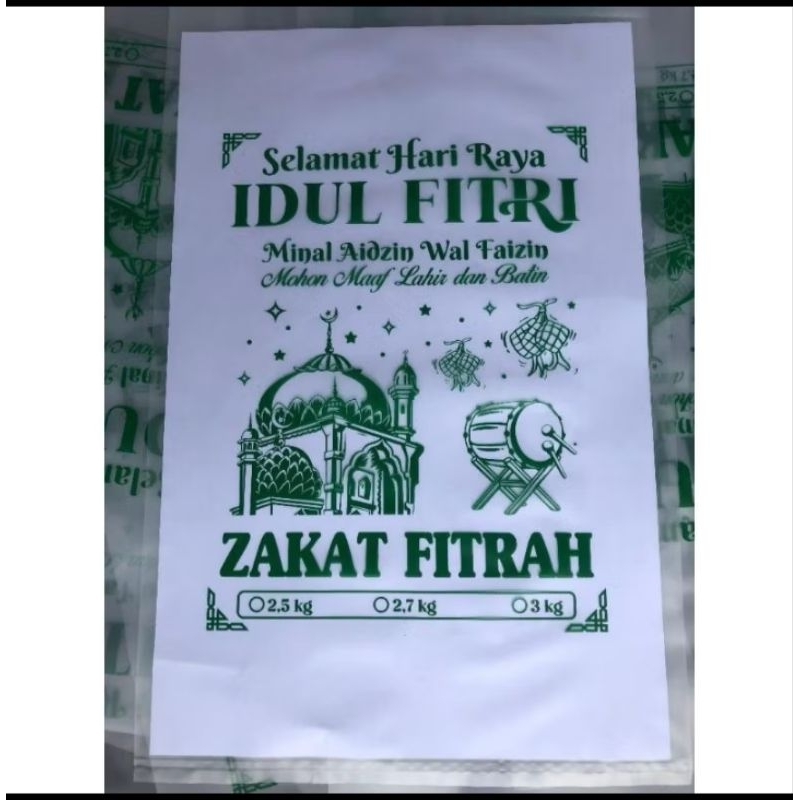 Selamat Hari Raya
IDUL FITRI
Minal Aidzin Wal Faizin
Mohon Maaf Lahir dan Batin
ZAKAT FITRAH
2,5 kg 2,7 kg 3 kg